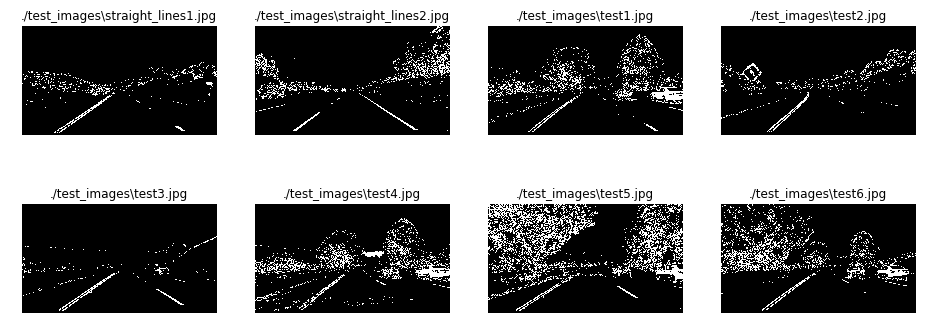 ./test_images\straight_lines1.jpg
./test_images\straight_lines2.jpg
./test_images\test1.jpg
./test_images\test2.jpg
./test_images\test3.jpg
./test_images\test4.jpg
./test_images\test5.jpg
./test_images\test6.jpg